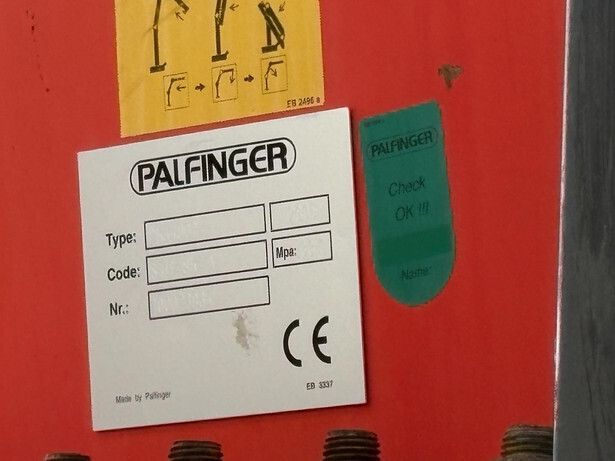 EB 2486 a
PALFINGER
Type:
Code:
Mpa:
Nr.:
CE
Made by Palfinger
EB 3337
PALFINGER
Check
OK !!!
Name: